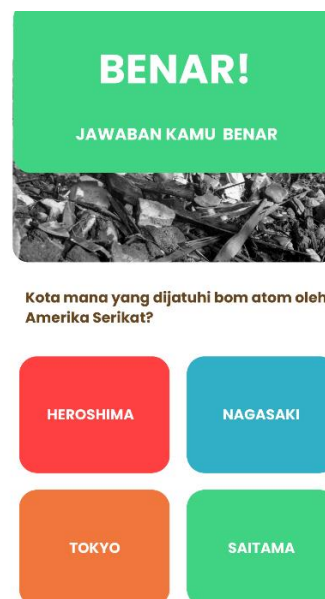 BENAR!
JAWABAN KAMU BENAR
Kota mana yang dijatuhi bom atom oleh
Amerika Serikat?
HEROSHIMA
NAGASAKI
TOKYO
SAITAMA